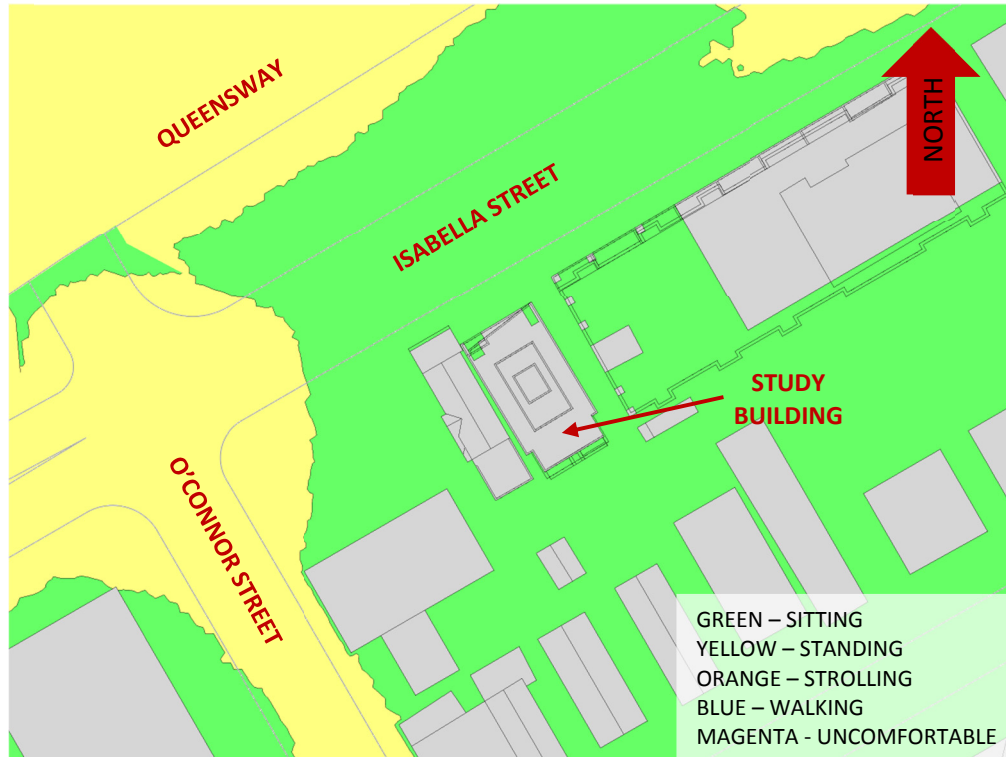 QUEENSWAY
NORTH
ISABELLA STREET
STUDY
BUILDING
O'CONNOR STREET
GREEN – SITTING
YELLOW – STANDING
ORANGE – STROLLING
BLUE – WALKING
MAGENTA - UNCOMFORTABLE